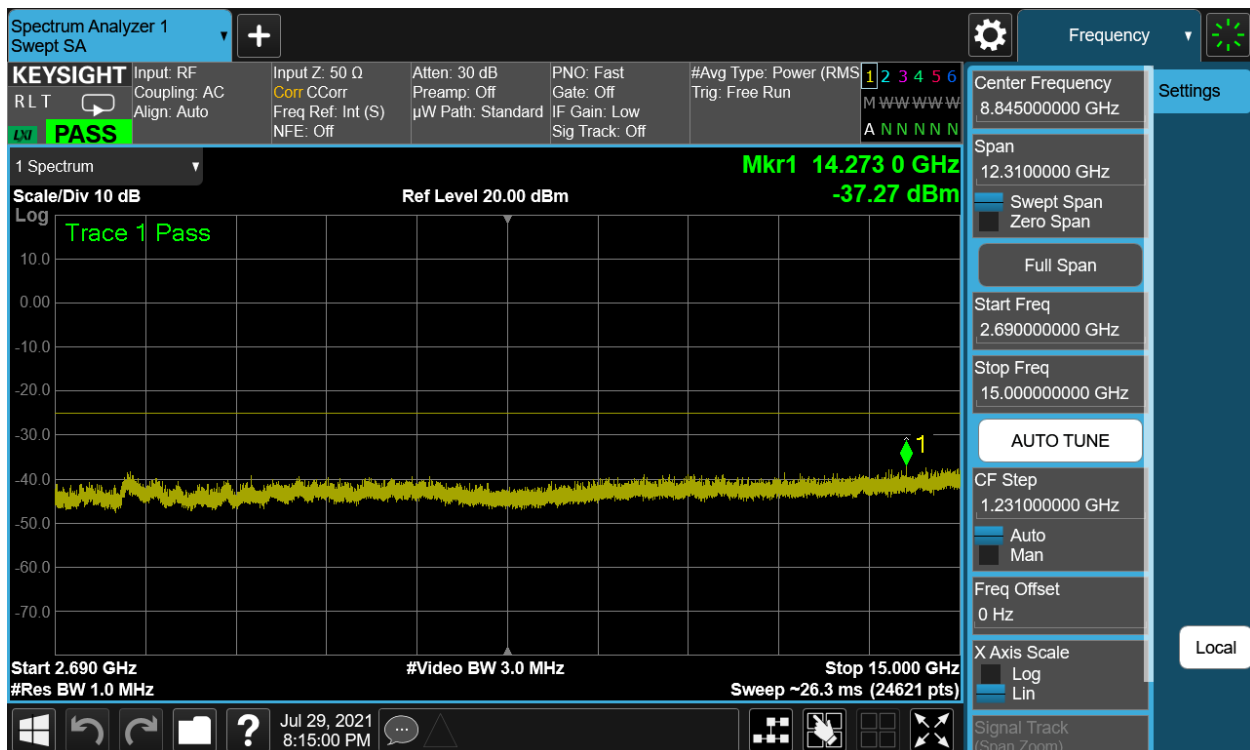 Spectrum Analyzer 1
Swept SA
+
Frequency
KEYSIGHT
R L T
LXI PASS
Input: RF
Coupling: AC
Align: Auto
Input Z: 50 Ω
Corr CCorr
Freq Ref: Int (S)
NFE: Off
Atten: 30 dB
Preamp: Off
µW Path: Standard
PNO: Fast
Gate: Off
IF Gain: Low
Sig Track: Off
#Avg Type: Power (RMS
Trig: Free Run
1 2 3 4 5 6
M W W W W W
A N N N N N
1 Spectrum
Scale/Div 10 dB
Ref Level 20.00 dBm
Mkr1 14.273 0 GHz
-37.27 dBm
Log
Trace 1 Pass
10.0
0.00
-10.0
-20.0
-30.0
-40.0
-50.0
-60.0
-70.0
1
Start 2.690 GHz
#Video BW 3.0 MHz
Stop 15.000 GHz
#Res BW 1.0 MHz
Sweep ~26.3 ms (24621 pts)
Jul 29, 2021
8:15:00 PM
?
Center Frequency
8.845000000 GHz
Span
12.3100000 GHz
Swept Span
Zero Span
Full Span
Start Freq
2.690000000 GHz
Stop Freq
15.000000000 GHz
AUTO TUNE
CF Step
1.231000000 GHz
Auto
Man
Freq Offset
0 Hz
X Axis Scale
Log
Lin
Signal Track
(Span Zoom)
Settings
Local